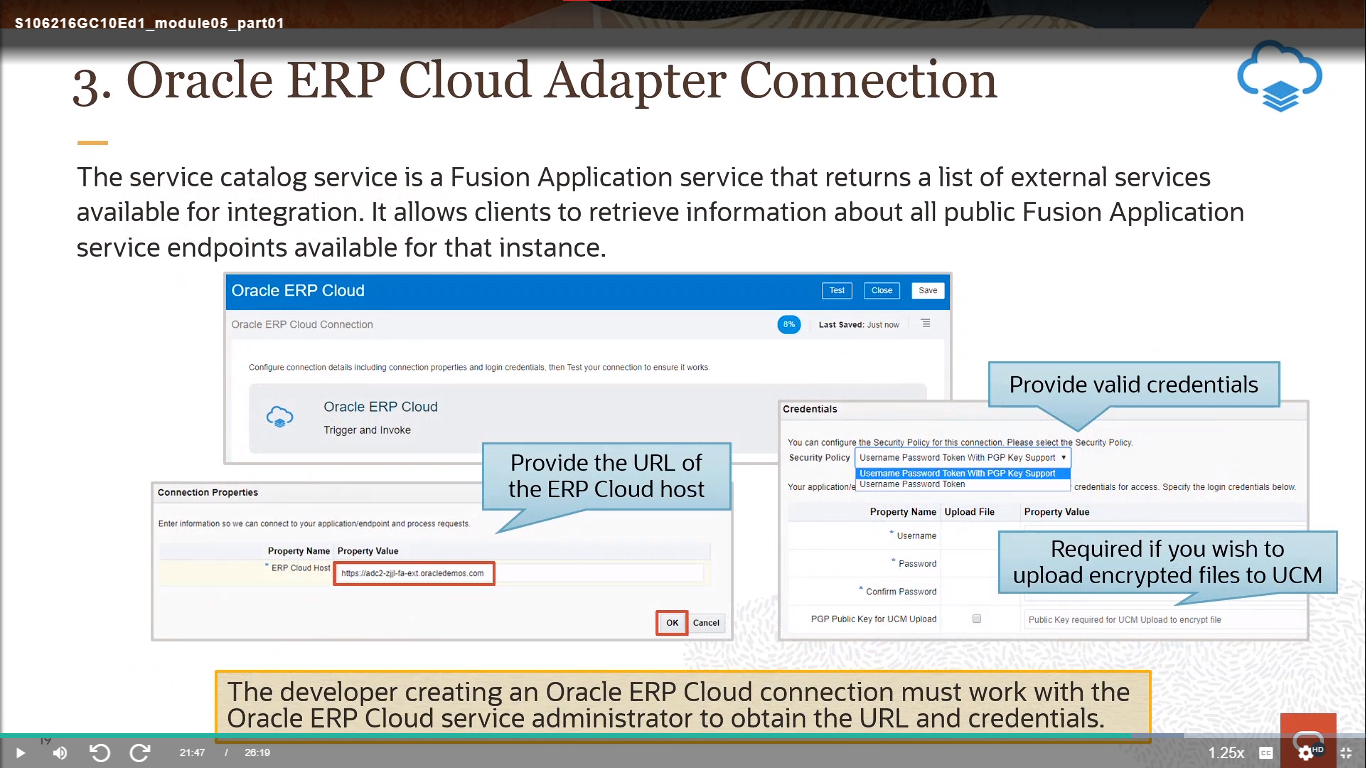 S106216GC10Ed1_module05_part01
3. Oracle ERP Cloud Adapter Connection
The service catalog service is a Fusion Application service that returns a list of external services
available for integration. It allows clients to retrieve information about all public Fusion Application
service endpoints available for that instance.
Oracle ERP Cloud
Test Close Save
Oracle ERP Cloud Connection
8% Last Saved: Just now
Configure connection details including connection properties and login credentials, then Test your connection to ensure it works.
Oracle ERP Cloud
Trigger and Invoke
Provide the URL of
the ERP Cloud host
Connection Properties
Enter information so we can connect to your application/endpoint and process requests.
Property Name Property Value
* ERP Cloud Host https://adc2-zjjl-fa-ext.oracledemos.com
OK Cancel
Provide valid credentials
Credentials
You can configure the Security Policy for this connection. Please select the Security Policy.
Security Policy Username Password Token With PGP Key Support
Username Password Token With PGP Key Support
Username Password Token
Your application/e credentials for access. Specify the login credentials below.
Property Name Upload File Property Value
* Username
* Password
* Confirm Password
Required if you wish to
upload encrypted files to UCM
PGP Public Key for UCM Upload Public Key required for UCM Upload to encrypt file
The developer creating an Oracle ERP Cloud connection must work with the
Oracle ERP Cloud service administrator to obtain the URL and credentials.
19
21:47 / 26:19 1.25x CC HD